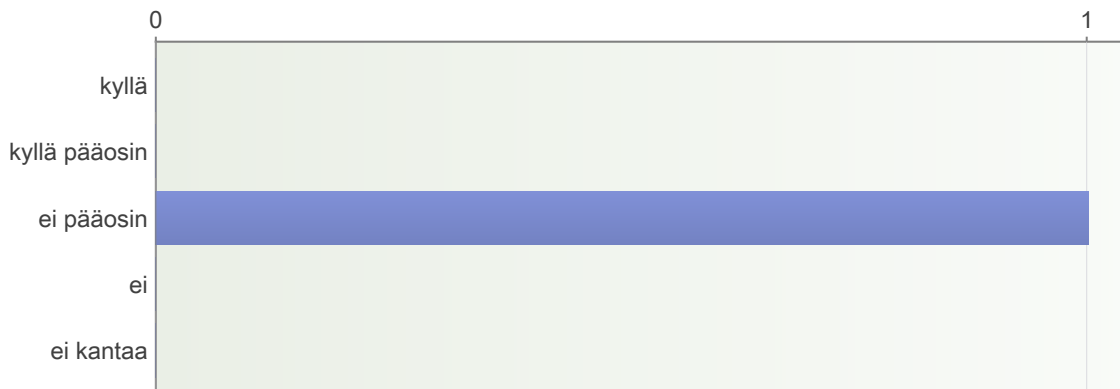 0 1
kyllä
kyllä pääosin
ei pääosin
ei
ei kantaa